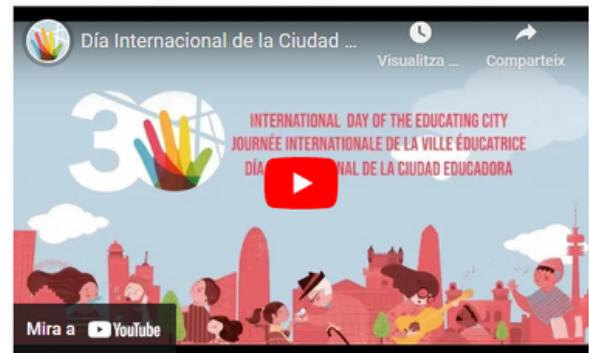 Día Internacional de la Ciudad ...
Visualitza ...
Comparteix
30
INTERNATIONAL DAY OF THE EDUCATING CITY
JOURNÉE INTERNATIONALE DE LA VILLE ÉDUCATRICE
DÍA NAL DE LA CIUDAD EDUCADORA
Mira a YouTube